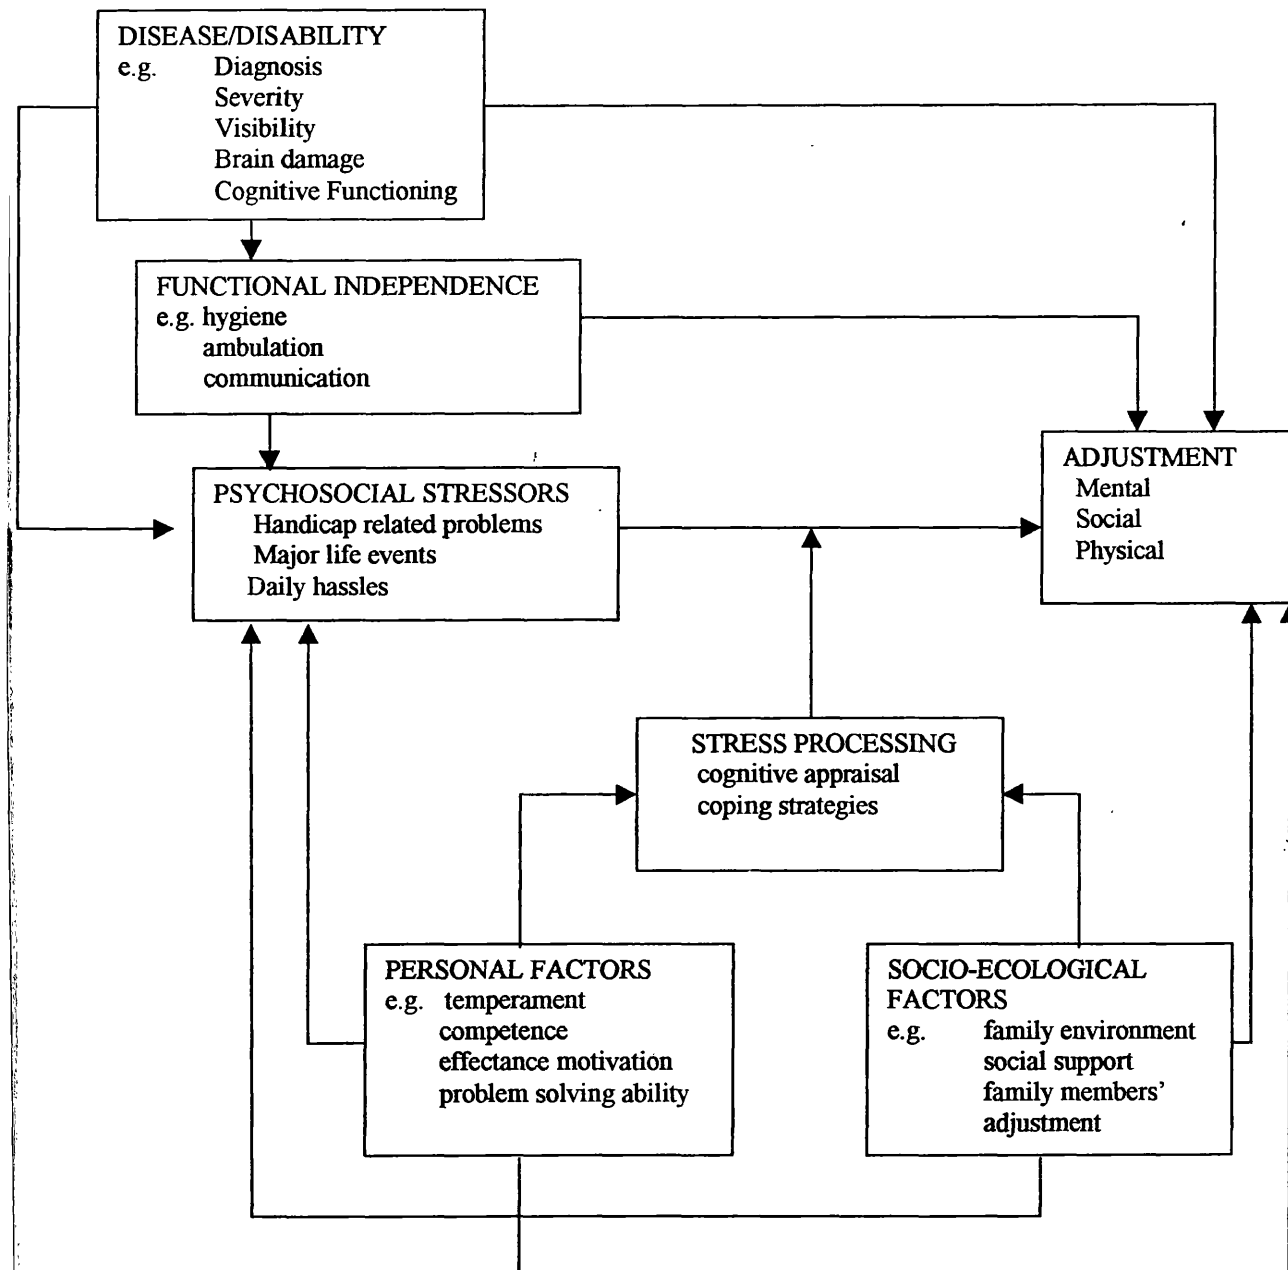 DISEASE/DISABILITY
e.g. Diagnosis
Severity
Visibility
Brain damage
Cognitive Functioning
FUNCTIONAL INDEPENDENCE
e.g. hygiene
ambulation
communication
PSYCHOSOCIAL STRESSORS
Handicap related problems
Major life events
Daily hassles
ADJUSTMENT
Mental
Social
Physical
STRESS PROCESSING
cognitive appraisal
coping strategies
PERSONAL FACTORS
e.g. temperament
competence
effectance motivation
problem solving ability
SOCIO-ECOLOGICAL
FACTORS
e.g. family environment
social support
family members'
adjustment